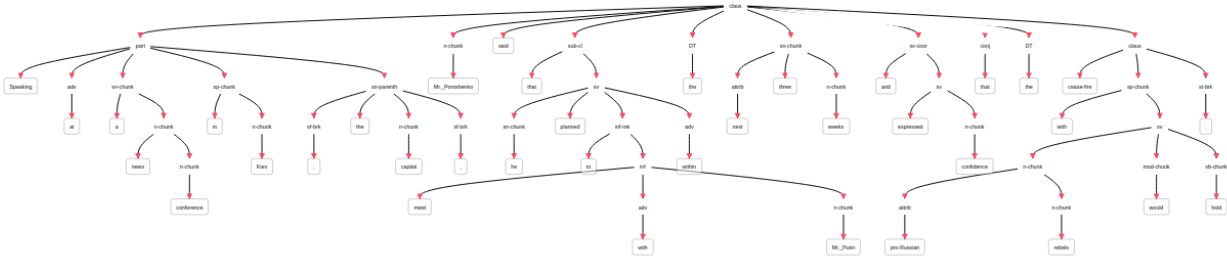 claus
part n-chunk said sub-cl DT sn-chunk sv-coor conj DT claus
Speaking adv sn-chunk sp-chunk sn-parenth Mr._Poroshenko that sv the attrib three n-chunk and sv that the cease-fire xp-chunk xt-brk
at a n-chunk in n-chunk sf-brk the n-chunk sf-brk sn-chunk planned inf-mk adv next weeks expressed n-chunk with sv .
news n-chunk Kiev , capital , he to inf within confidence n-chunk mod-chunk vb-chunk
conference meet adv n-chunk attrib n-chunk would hold
with Mr._Putin pro-Russian rebels